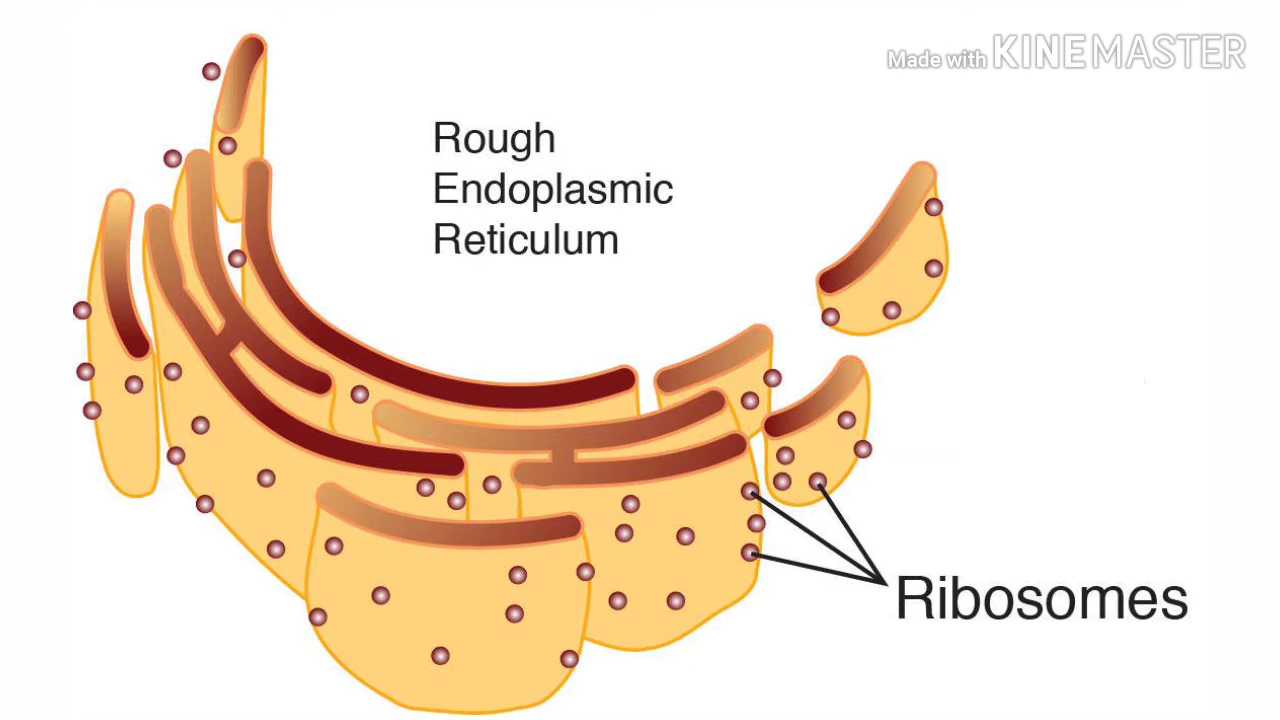 Made with KINEMASTER
Rough
Endoplasmic
Reticulum
Ribosomes